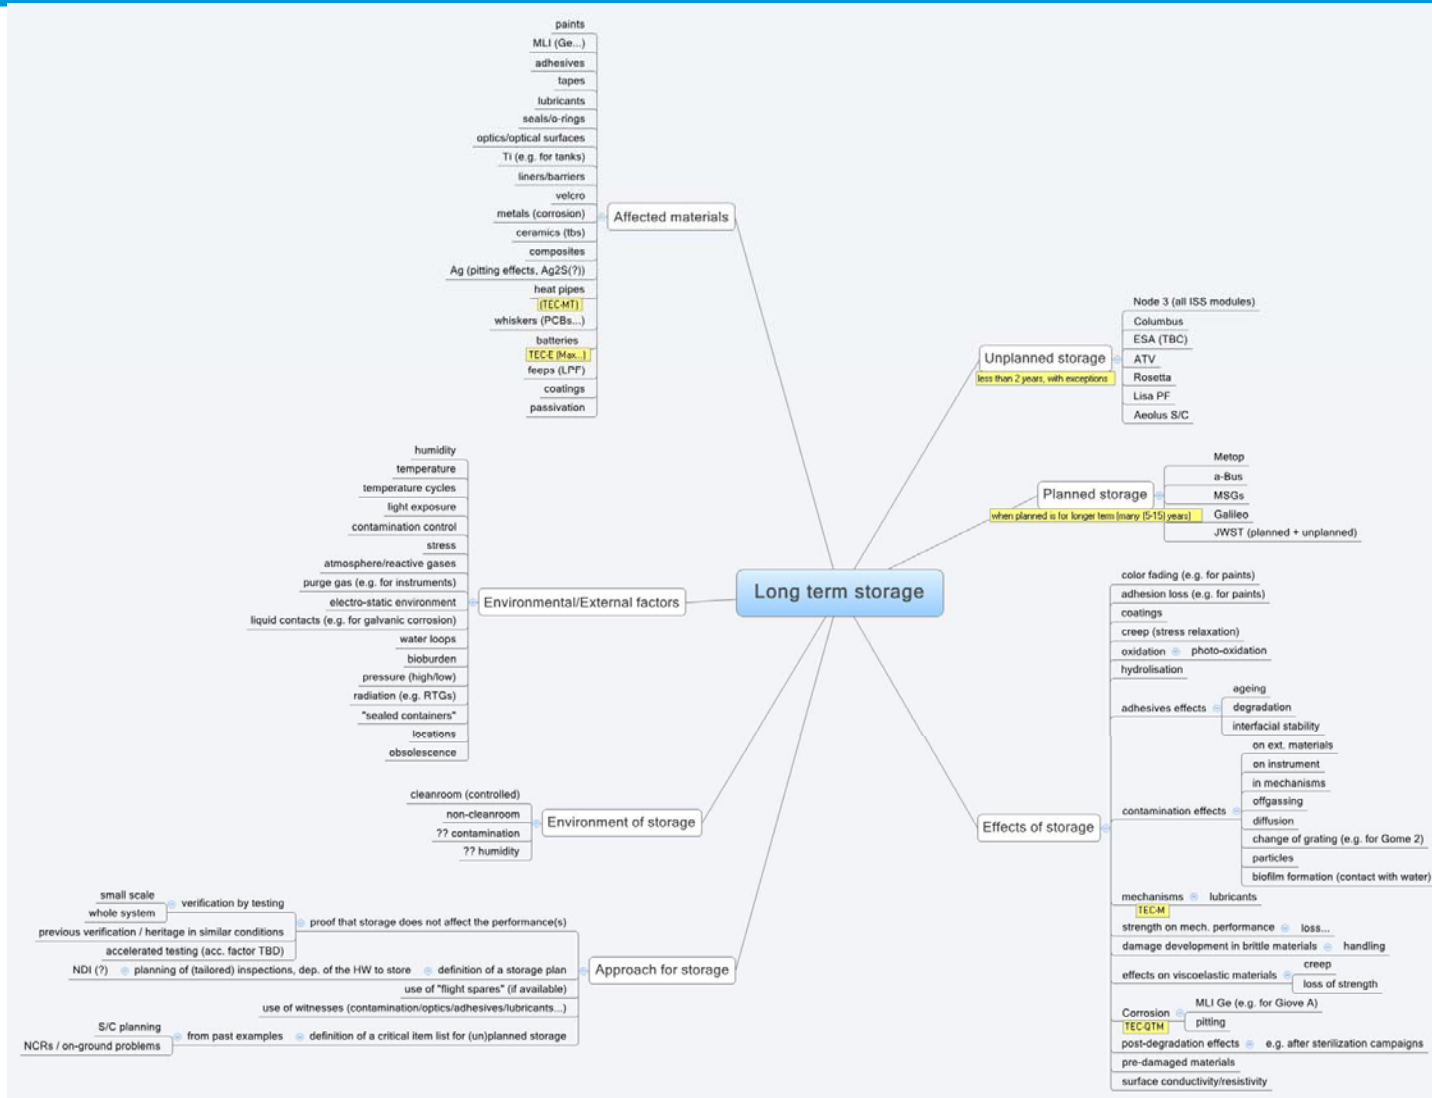 paints
MLI (Ge...)
adhesives
tapes
lubricants
seals/o-rings
optics/optical surfaces
Ti (e.g. for tanks)
liners/barriers
velcro
metals (corrosion)
ceramics (tbs)
composites
Ag (pitting effects, Ag2S(?))
heat pipes
(TEC-MT)
whiskers (PCBs...)
batteries
TEC-E (Max...)
feeps (LPF)
coatings
passivation
Affected materials
humidity
temperature
temperature cycles
light exposure
contamination control
stress
atmosphere/reactive gases
purge gas (e.g. for instruments)
electro-static environment
liquid contacts (e.g. for galvanic corrosion)
water loops
bioburden
pressure (high/low)
radiation (e.g. RTGs)
"sealed containers"
locations
obsolescence
Environmental/External factors
cleanroom (controlled)
non-cleanroom
?? contamination
?? humidity
Environment of storage
small scale
whole system
verification by testing
previous verification / heritage in similar conditions
accelerated testing (acc. factor TBD)
proof that storage does not affect the performance(s)
NDI (?)
planning of (tailored) inspections, dep. of the HW to store
definition of a storage plan
use of "flight spares" (if available)
use of witnesses (contamination/optics/adhesives/lubricants...)
S/C planning
NCRs / on-ground problems
from past examples
definition of a critical item list for (un)planned storage
Approach for storage
Long term storage
Unplanned storage
less than 2 years, with exceptions
Node 3 (all ISS modules)
Columbus
ESA (TBC)
ATV
Rosetta
Lisa PF
Aeolus S/C
Planned storage
when planned is for longer term (many (5-15) years)
Metop
a-Bus
MSGs
Galileo
JWST (planned + unplanned)
Effects of storage
color fading (e.g. for paints)
adhesion loss (e.g. for paints)
coatings
creep (stress relaxation)
oxidation
photo-oxidation
hydrolisation
adhesives effects
ageing
degradation
interfacial stability
contamination effects
on ext. materials
on instrument
in mechanisms
offgassing
diffusion
change of grating (e.g. for Gome 2)
particles
biofilm formation (contact with water)
mechanisms
TEC-M
lubricants
strength on mech. performance
loss...
damage development in brittle materials
handling
effects on viscoelastic materials
creep
loss of strength
Corrosion
TEC-QTM
MLI Ge (e.g. for Giove A)
pitting
post-degradation effects
e.g. after sterilization campaigns
pre-damaged materials
surface conductivity/resistivity